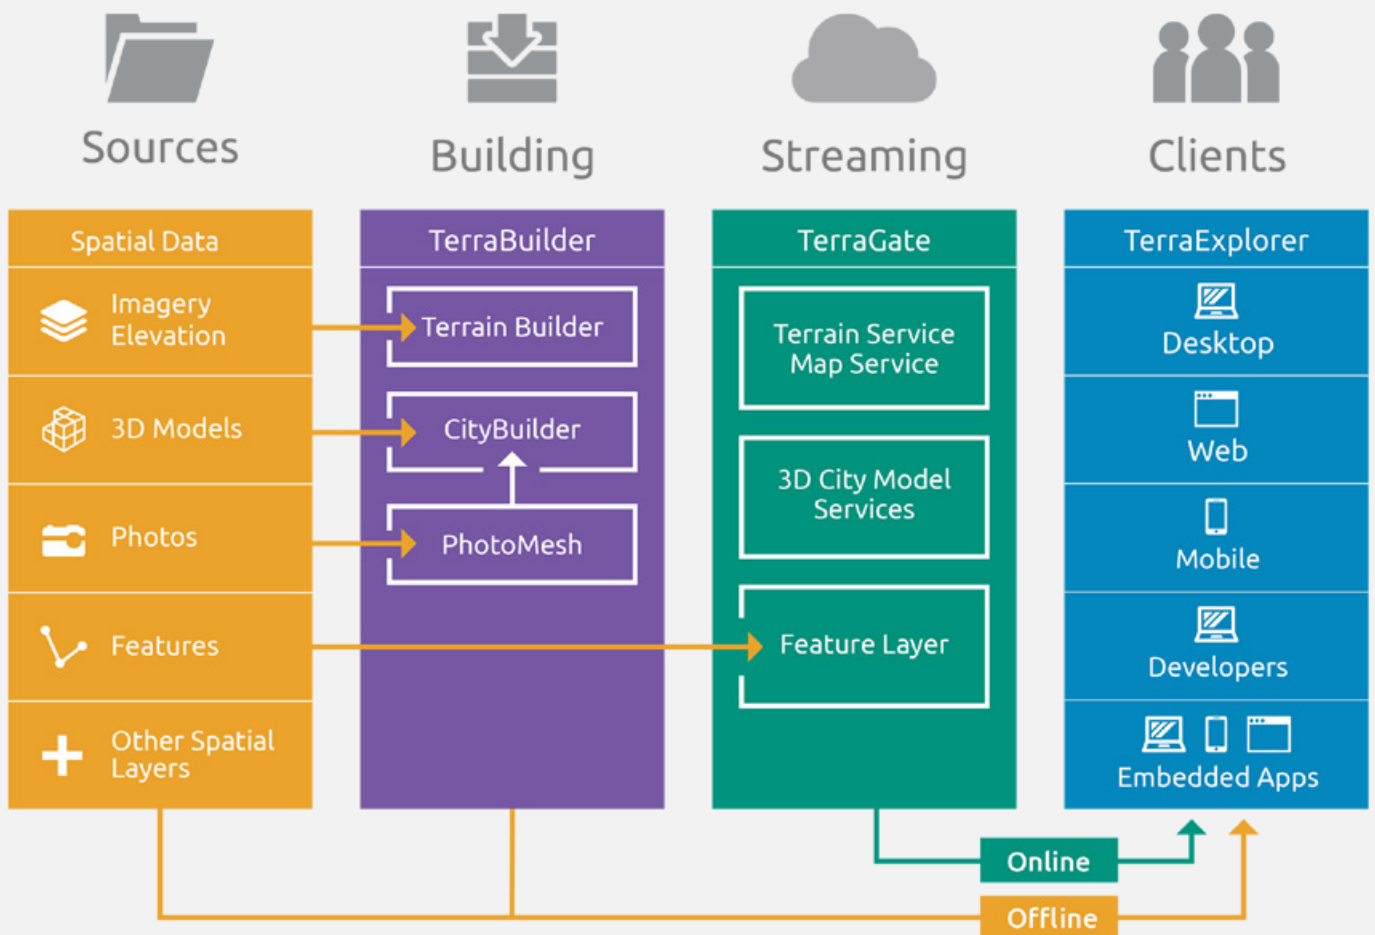 Sources
Building
Streaming
Clients
Spatial Data
Imagery
Elevation
3D Models
Photos
Features
Other Spatial
Layers
TerraBuilder
Terrain Builder
CityBuilder
PhotoMesh
TerraGate
Terrain Service
Map Service
3D City Model
Services
Feature Layer
TerraExplorer
Desktop
Web
Mobile
Developers
Embedded Apps
Online
Offline